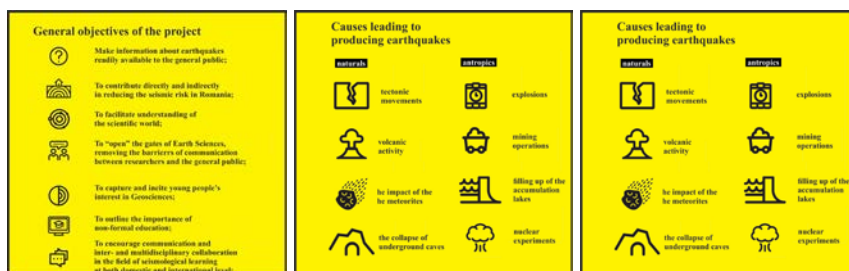 General objectives of the project
Make information about earthquakes
readily available to the general public;
To contribute directly and indirectly
in reducing the seismic risk in Romania;
To facilitate understanding of
the scientific world;
To "open" the gates of Earth Sciences,
removing the barrierrs of communication
between researchers and the general public;
To capture and incite young people's
interest in Geosciences;
To outline the importance of
non-formal education;
To encourage communication and
inter- and multidisciplinary collaboration
in the field of seismological learning
at both domestic and international level;
Causes leading to
producing earthquakes
naturals
antropics
tectonic
movements
explosions
volcanic
activity
mining
operations
he impact of the
he meteorites
filling up of the
accumulation
lakes
the collapse of
underground caves
nuclear
experiments
Causes leading to
producing earthquakes
naturals
antropics
tectonic
movements
explosions
volcanic
activity
mining
operations
he impact of the
he meteorites
filling up of the
accumulation
lakes
the collapse of
underground caves
nuclear
experiments